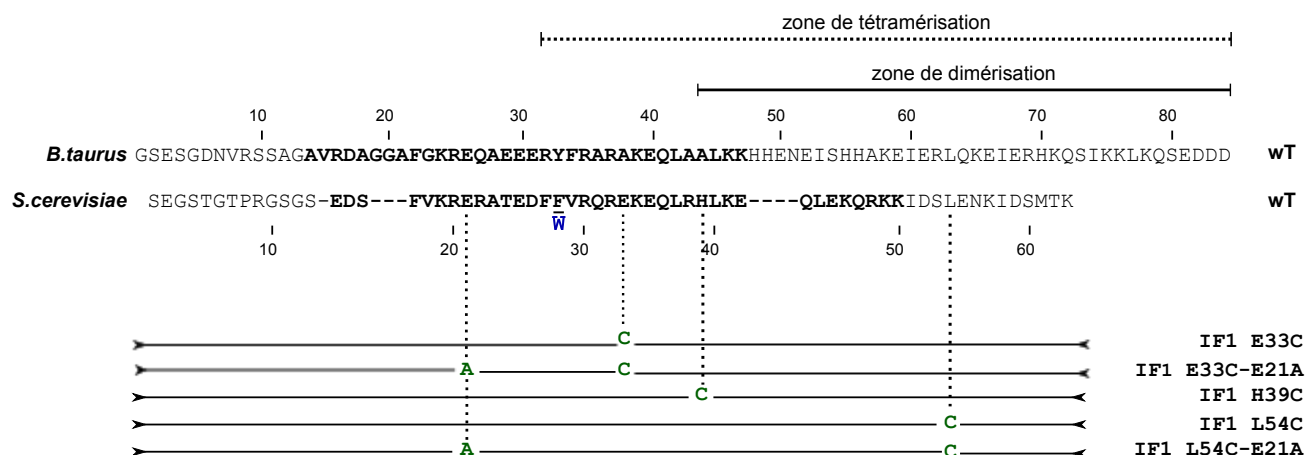 zone de tétramérisation
zone de dimérisation
10 20 30 40 50 60 70 80
B.taurus GSESGDNVRSSAGAVRDAGGAFGKREQAEEERYFRARAKEQLAALKKHHENEISHHAKEIERLQKEIERHKQSIKKLKQSEDDD wT
S.cerevisiae SEGSTGTPRGSGS-EDS---FVKRERATEDFFVRQREKEQLRHLKE----QLEKQRKKIDSLENKIDSMTK wT
W
10 20 30 40 50 60
C IF1 E33C
A C IF1 E33C-E21A
C IF1 H39C
C IF1 L54C
A C IF1 L54C-E21A